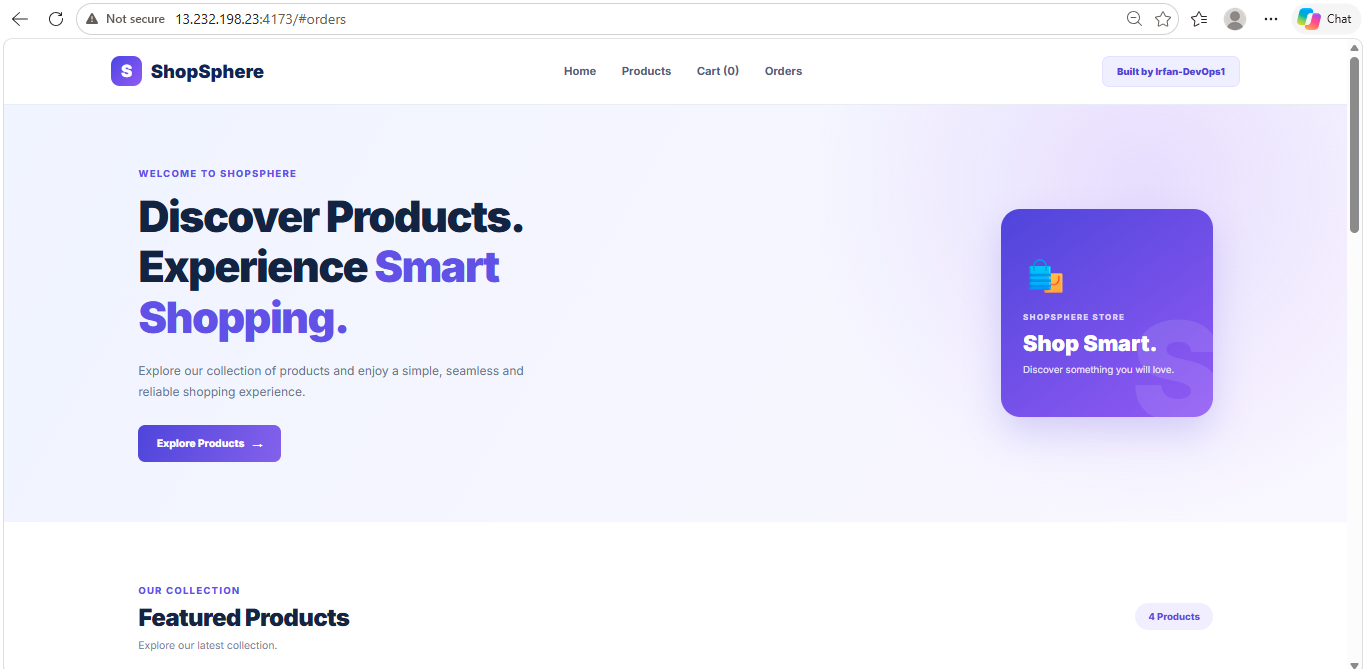 Not secure 13.232.198.23:4173/#orders
Chat
S ShopSphere
Home Products Cart (0) Orders
Built by Irfan-DevOps1
WELCOME TO SHOPSPHERE
Discover Products.
Experience Smart
Shopping.
Explore our collection of products and enjoy a simple, seamless and
reliable shopping experience.
Explore Products →
SHOPSPHERE STORE
Shop Smart.
Discover something you will love.
S
OUR COLLECTION
Featured Products
Explore our latest collection.
4 Products